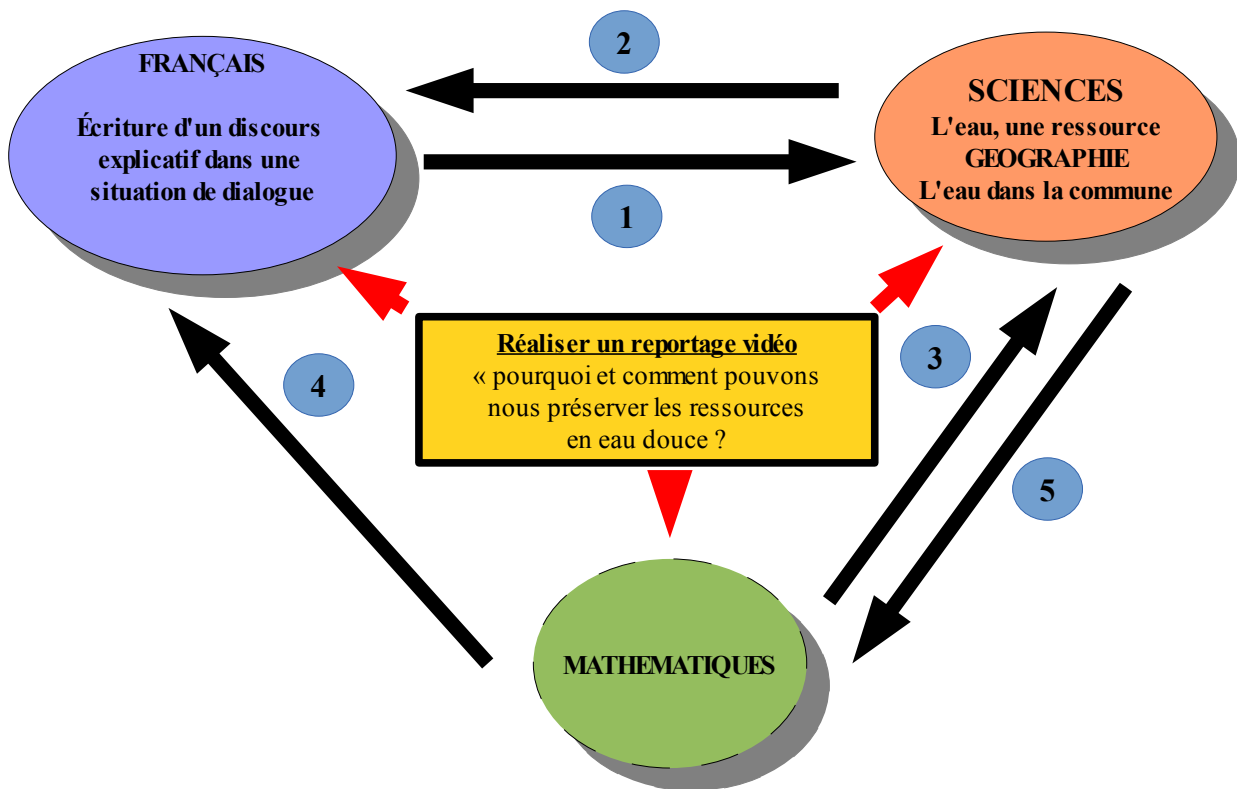 2
FRANÇAIS
Écriture d'un discours
explicatif dans une
situation de dialogue
SCIENCES
L'eau, une ressource
GEOGRAPHIE
L'eau dans la commune
1
Réaliser un reportage vidéo
« pourquoi et comment pouvons
nous préserver les ressources
en eau douce ?
3
4
5
MATHEMATIQUES